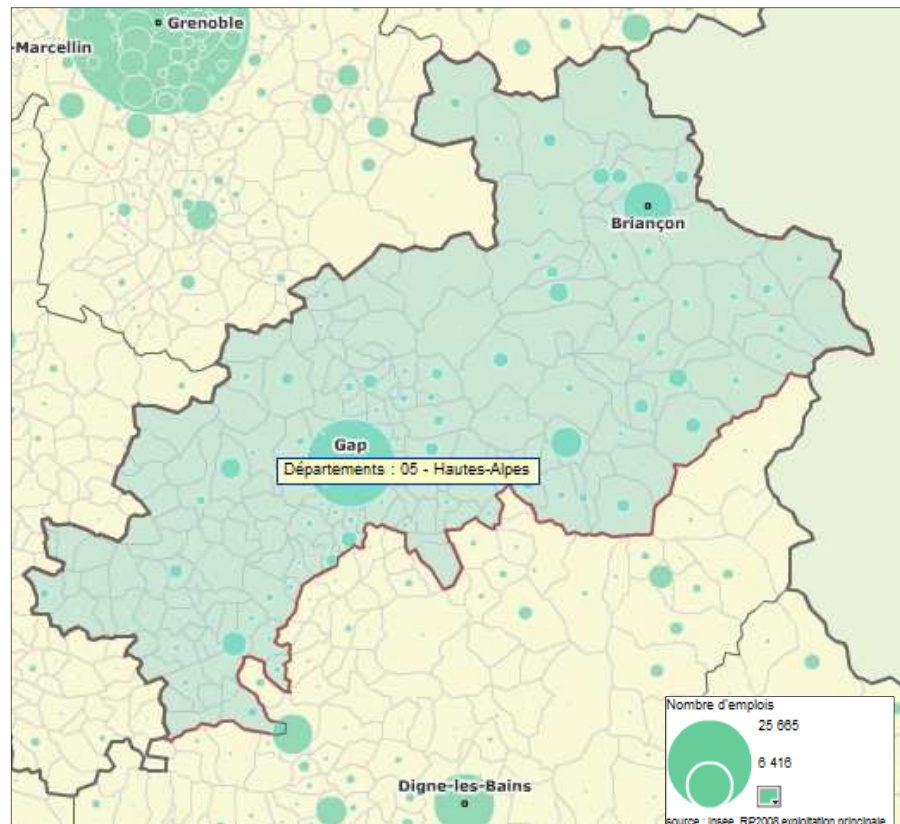 Grenoble
-Marcellin
Briançon
Gap
Départements : 05 - Hautes-Alpes
Digne-les-Bains
Nombre d'emplois
25 665
6 416
source : Insee, RP2008 exploitation principale